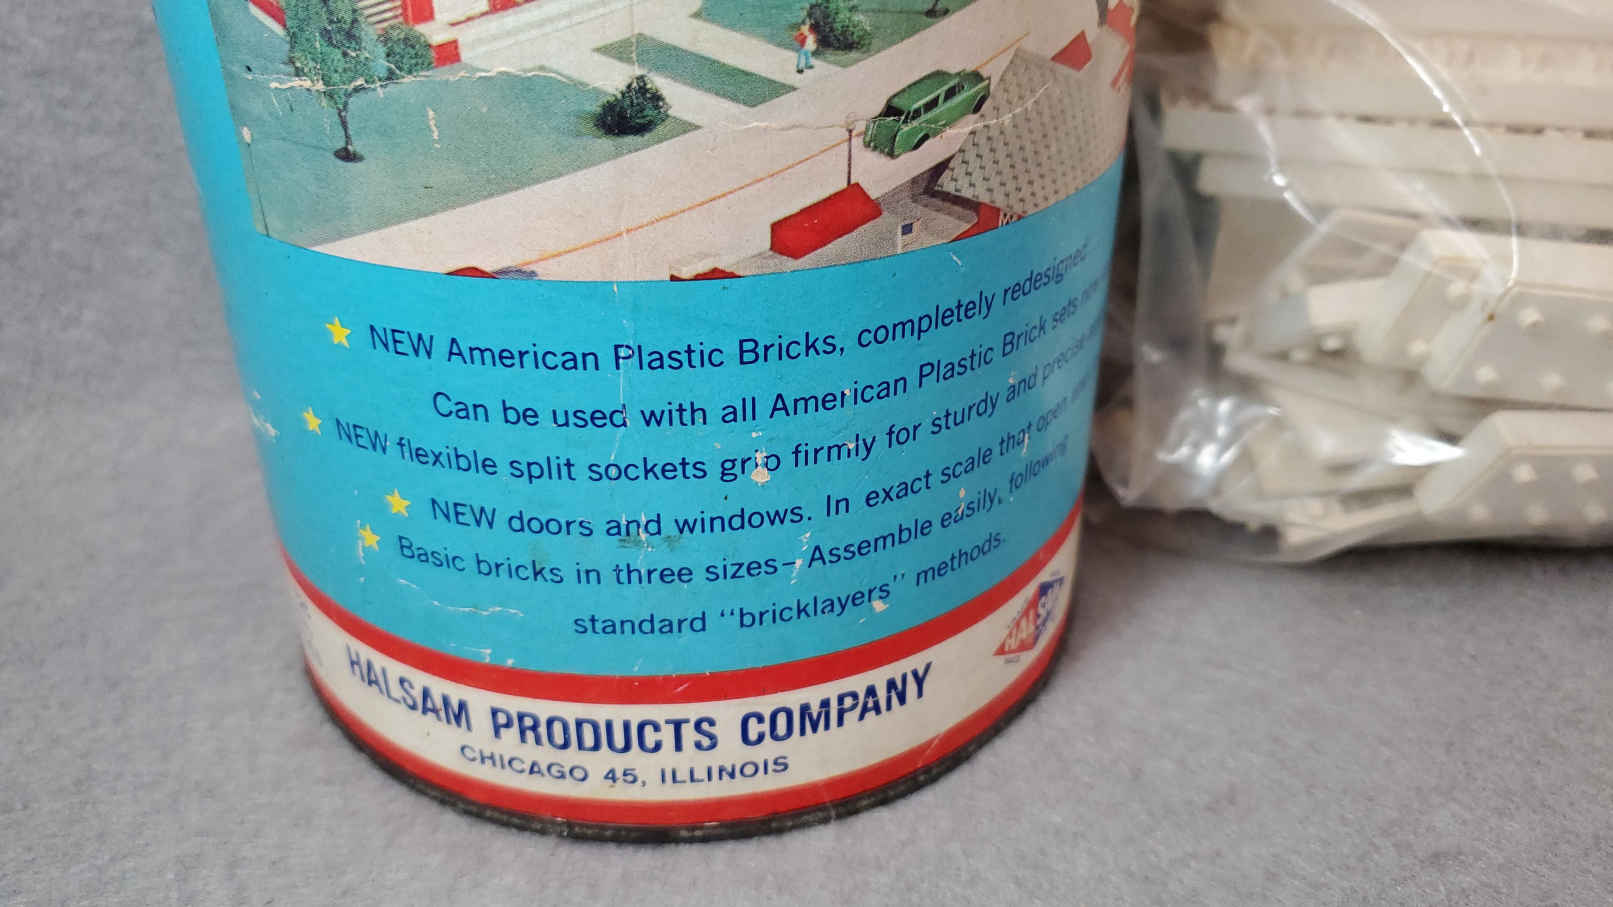 NEW American Plastic Bricks, completely redesigned.
Can be used with all American Plastic Brick sets
NEW flexible split sockets grip firmly for sturdy and
NEW doors and windows. In exact scale that open
Basic bricks in three sizes—Assemble easily, following
standard “bricklayers” methods.
HALSAM
HALSAM PRODUCTS COMPANY
CHICAGO 45, ILLINOIS